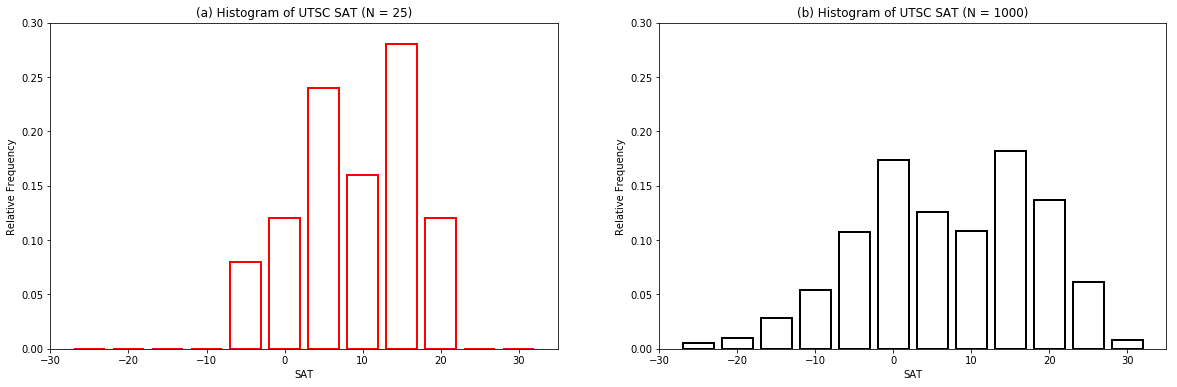 (a) Histogram of UTSC SAT (N = 25)
0.30
0.25
0.20
0.15
0.10
0.05
0.00
Relative Frequency
−30 −20 −10 0 10 20 30
SAT
(b) Histogram of UTSC SAT (N = 1000)
0.30
0.25
0.20
0.15
0.10
0.05
0.00
Relative Frequency
−30 −20 −10 0 10 20 30
SAT